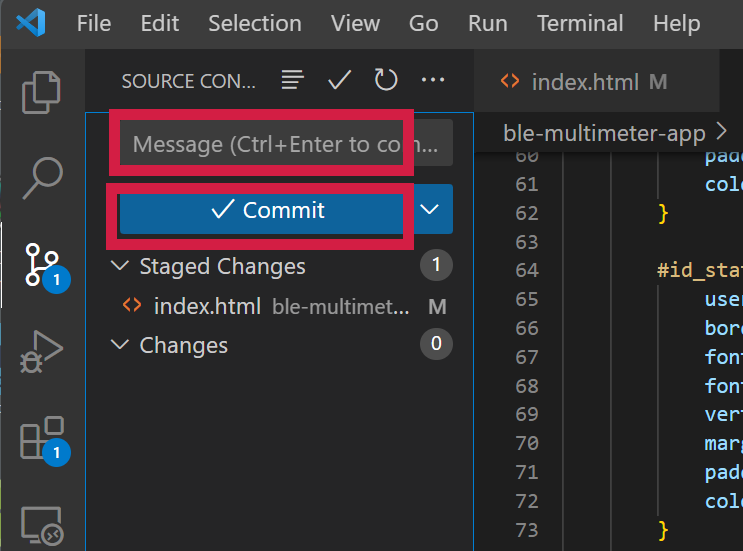 File Edit Selection View Go Run Terminal Help
SOURCE CON...
index.html M
Message (Ctrl+Enter to con...
ble-multimeter-app
Commit
Staged Changes 1
index.html ble-multimet... M
Changes 0
1
1
60 pad
61 colo
62 }
63
64 #id_stat
65 user
66 bord
67 font
68 font
69 vert
70 marg
71 padd
72 colo
73 }